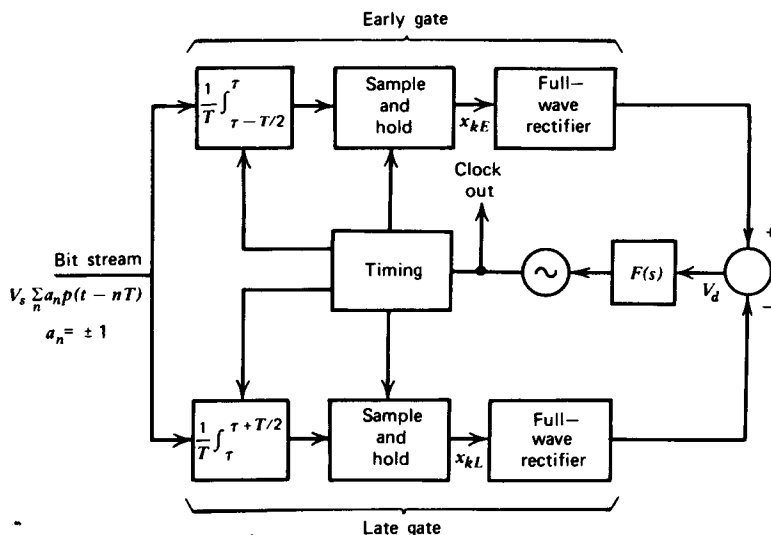 Early gate
1/T ∫_{τ − T/2}^{τ}
Sample and hold
x_{kE}
Full— wave rectifier
Clock out
Bit stream
V_s Σ_n a_n p(t − nT)
a_n = ± 1
Timing
~
F(s)
V_d
+
−
1/T ∫_{τ}^{τ + T/2}
Sample and hold
x_{kL}
Full— wave rectifier
Late gate